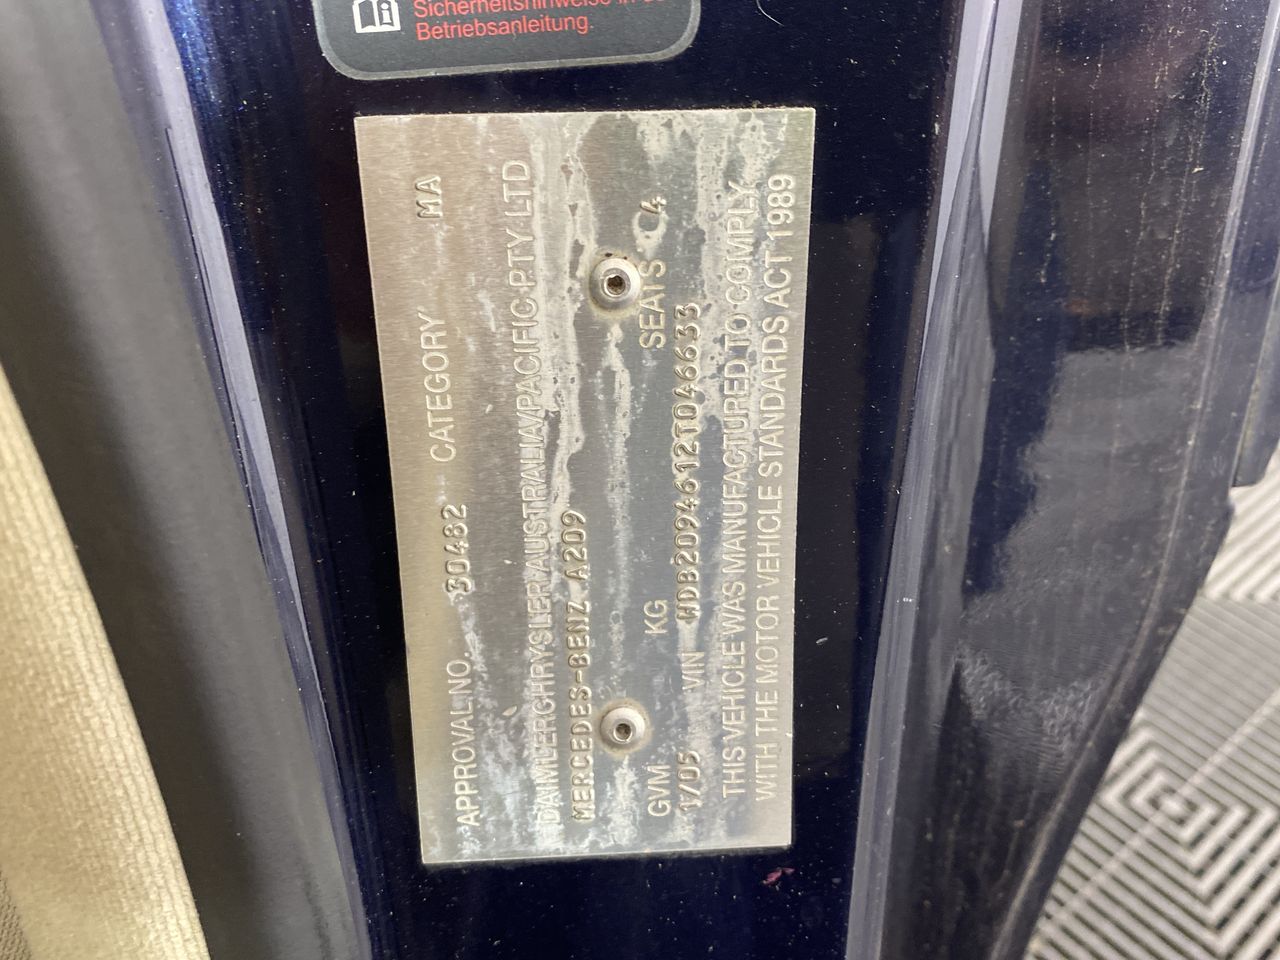 Sicherheitshinweise in
Betriebsanleitung.
APPROVAL NO. 30482 CATEGORY MA
DAIMLERCHRYSLER AUSTRALIA/PACIFIC PTY LTD
MERCEDES-BENZ A209
GVM KG SEATS 4
1/05 VIN WDB2094612T046633
THIS VEHICLE WAS MANUFACTURED TO COMPLY
WITH THE MOTOR VEHICLE STANDARDS ACT 1989